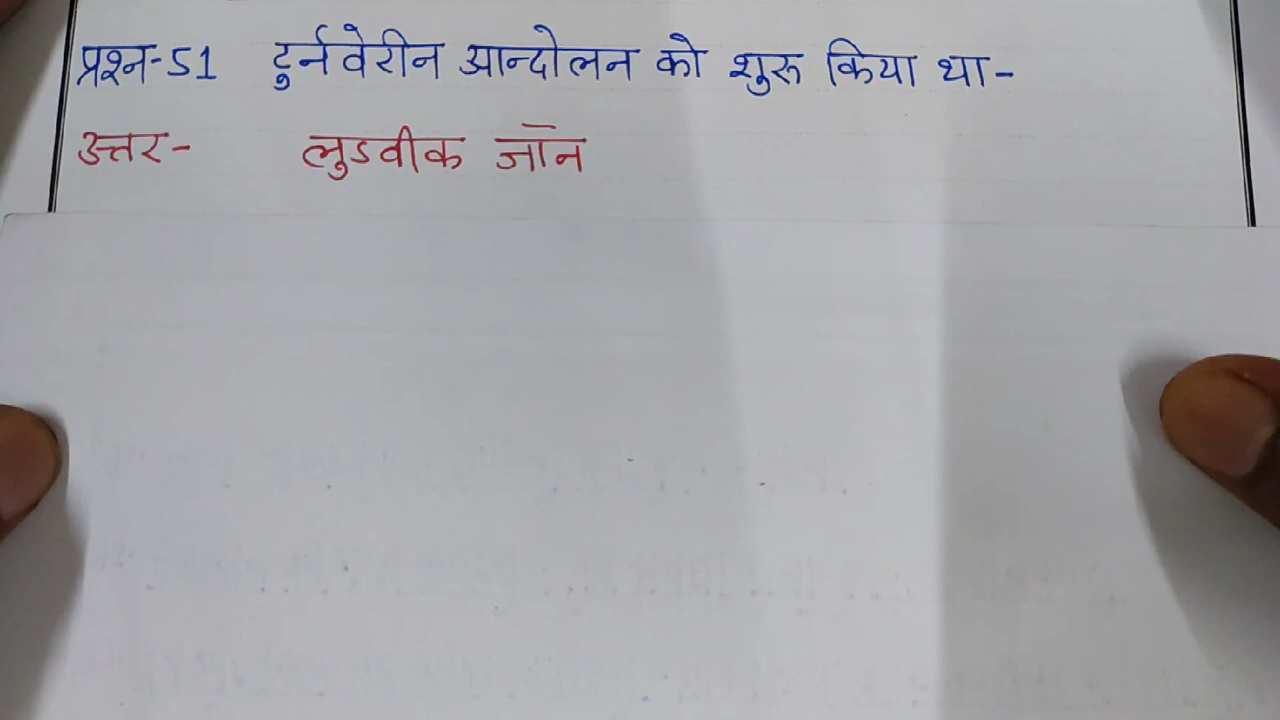 प्रश्न-51 टुर्नवेरीन आन्दोलन को शुरू किया था-
उत्तर- लुडवीक जॉन